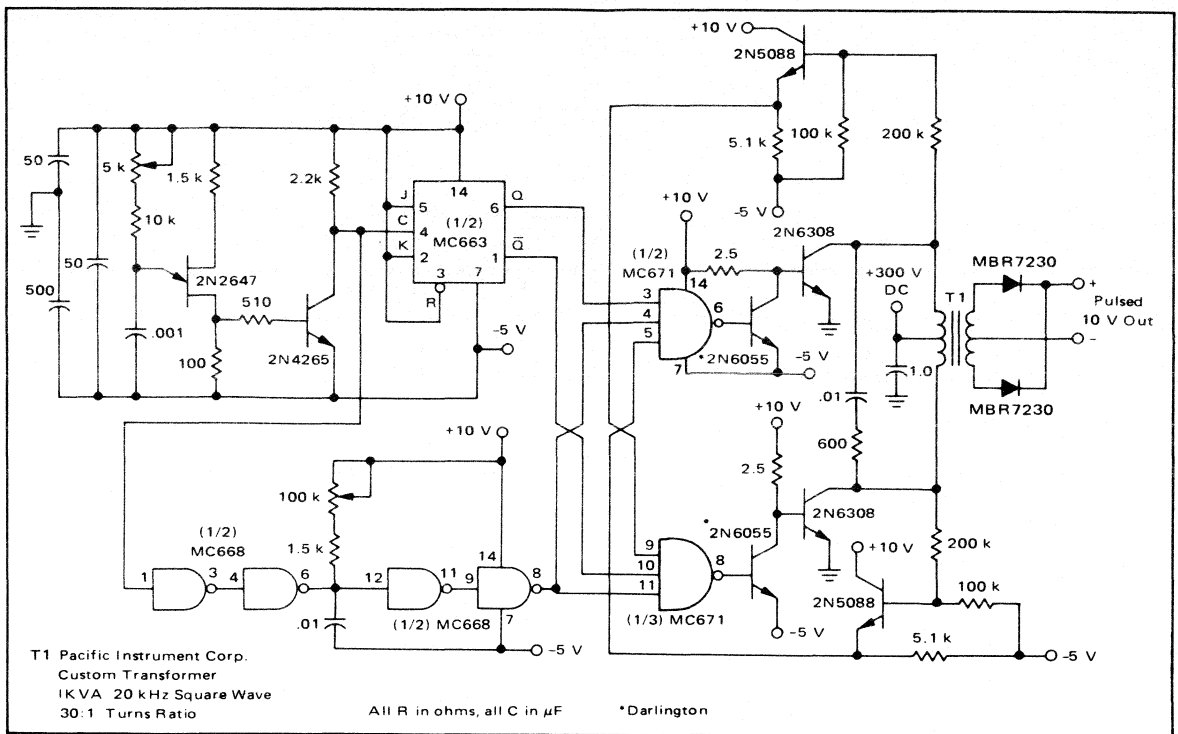 +10 V
2N5088
5.1 k
100 k
200 k
-5 V
+10 V
50
5 k
1.5 k
2.2k
10 k
50
500
2N2647
510
.001
100
2N4265
J
C
K
5
4
2
14
(1/2)
MC663
3
7
6
1
R
Q
Q̅
-5 V
+10 V
(1/2)
MC671
14
2.5
3
4
5
6
7
*2N6055
-5 V
2N6308
+300 V
DC
T1
1.0
MBR7230
MBR7230
+
Pulsed
10 V Out
-
.01
600
+10 V
2.5
*2N6055
2N6308
9
10
11
8
(1/3) MC671
-5 V
200 k
+10 V
100 k
2N5088
5.1 k
-5 V
+10 V
100 k
1.5 k
(1/2)
MC668
1
3
4
6
12
11
9
14
8
7
.01
(1/2) MC668
-5 V
T1 Pacific Instrument Corp.
Custom Transformer
IKVA 20 kHz Square Wave
30:1 Turns Ratio
All R in ohms, all C in μF
*Darlington